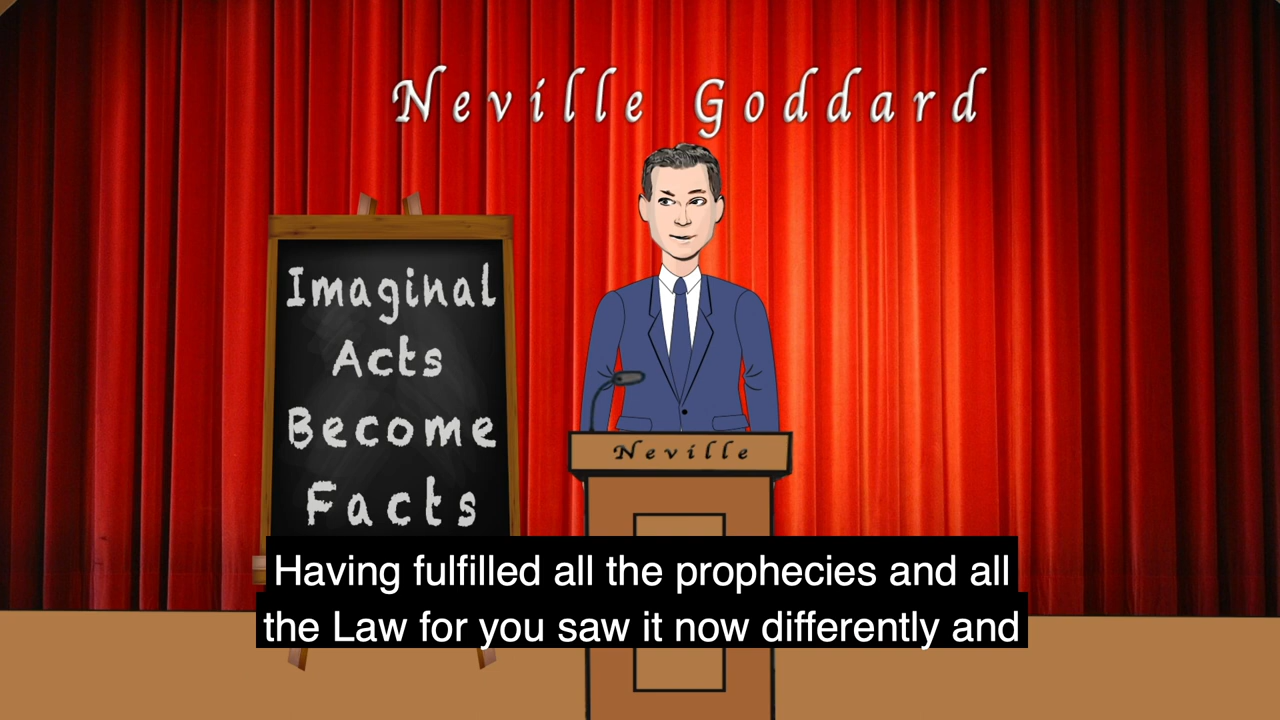 Neville Goddard
Imaginal
Acts
Become
Facts
Neville
Having fulfilled all the prophecies and all
the Law for you saw it now differently and